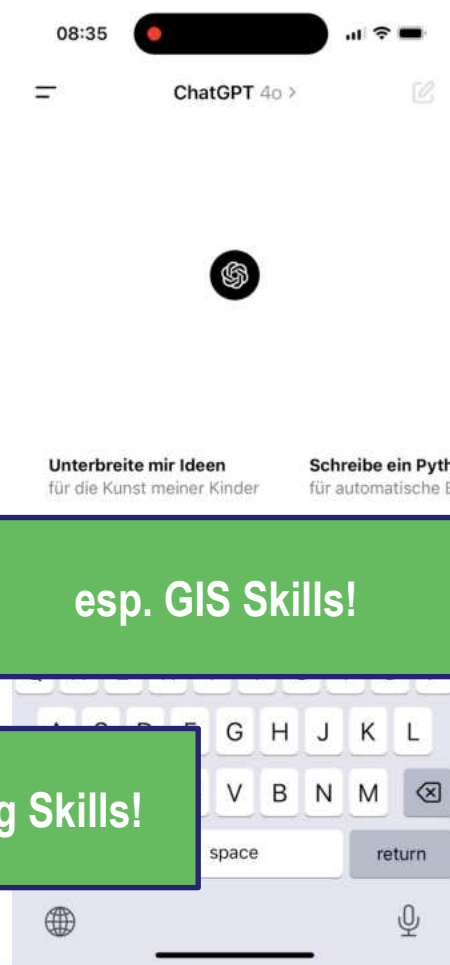 08:35
ChatGPT 4o >
Unterbreite mir Ideen
für die Kunst meiner Kinder
Schreibe ein
für automatische
esp. GIS Skills!
G H J K L
Skills!
V B N M
space
return